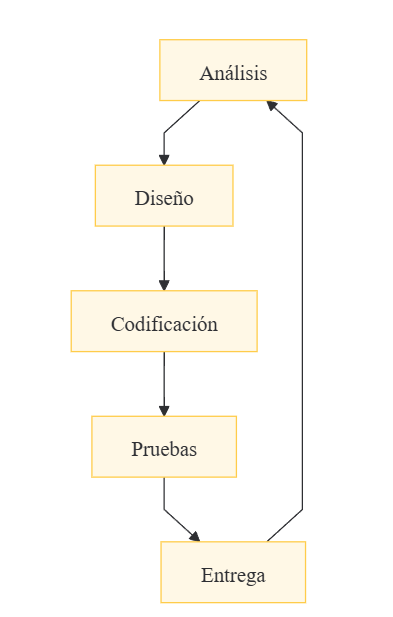 Análisis
Diseño
Codificación
Pruebas
Entrega